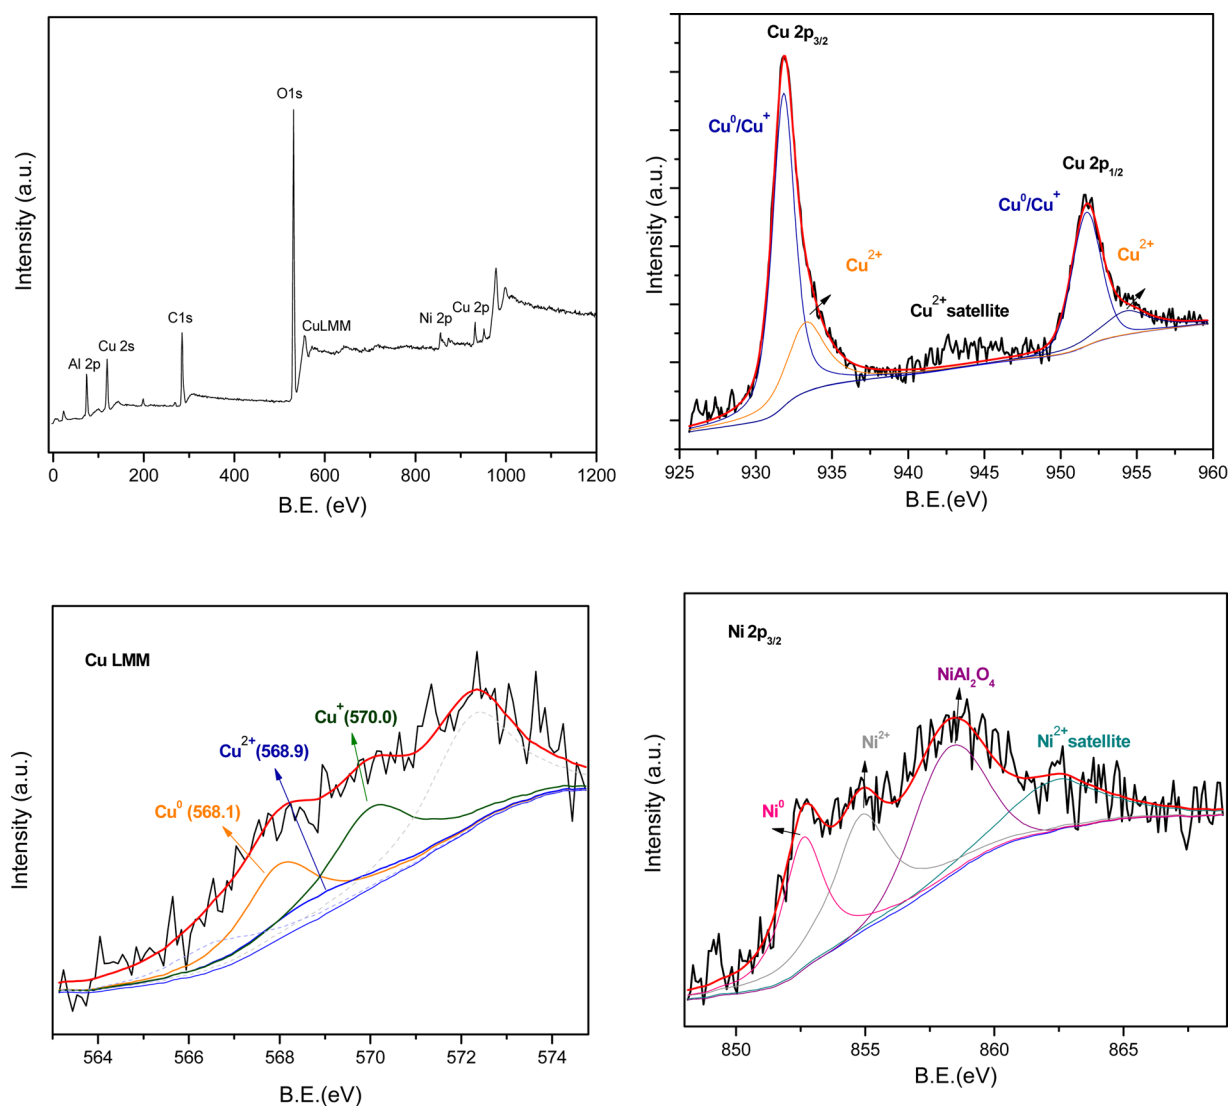 O1s
C1s
Al 2p
Cu 2s
CuLMM
Ni 2p
Cu 2p
Intensity (a.u.)
0 200 400 600 800 1000 1200
B.E. (eV)
Cu 2p3/2
Cu⁰/Cu⁺
Cu²⁺
Cu²⁺ satellite
Cu 2p1/2
Cu⁰/Cu⁺
Cu²⁺
Intensity (a.u.)
925 930 935 940 945 950 955 960
B.E. (eV)
Cu LMM
Cu⁺ (570.0)
Cu²⁺ (568.9)
Cu⁰ (568.1)
Intensity (a.u.)
564 566 568 570 572 574
B.E.(eV)
Ni 2p3/2
NiAl₂O₄
Ni²⁺
Ni²⁺ satellite
Ni⁰
Intensity (a.u.)
850 855 860 865
B.E.(eV)